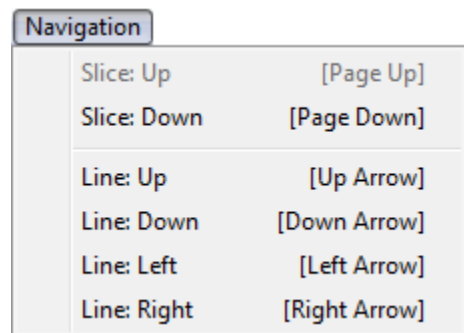 Navigation
Slice: Up [Page Up]
Slice: Down [Page Down]
Line: Up [Up Arrow]
Line: Down [Down Arrow]
Line: Left [Left Arrow]
Line: Right [Right Arrow]